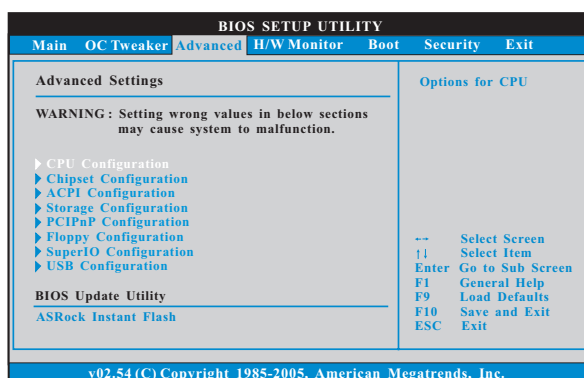 BIOS SETUP UTILITY
Main OC Tweaker Advanced H/W Monitor Boot Security Exit
Advanced Settings
WARNING : Setting wrong values in below sections
may cause system to malfunction.
CPU Configuration
Chipset Configuration
ACPI Configuration
Storage Configuration
PCIPnP Configuration
Floppy Configuration
SuperIO Configuration
USB Configuration
BIOS Update Utility
ASRock Instant Flash
Options for CPU
←→ Select Screen
↑↓ Select Item
Enter Go to Sub Screen
F1 General Help
F9 Load Defaults
F10 Save and Exit
ESC Exit
v02.54 (C) Copyright 1985-2005, American Megatrends, Inc.